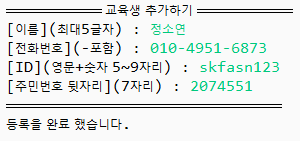 교육생 추가하기
[이름](최대5글자) : 정소연
[전화번호](-포함) : 010-4951-6873
[ID](영문+숫자 5~9자리) : skfasn123
[주민번호 뒷자리](7자리) : 2074551
등록을 완료 했습니다.